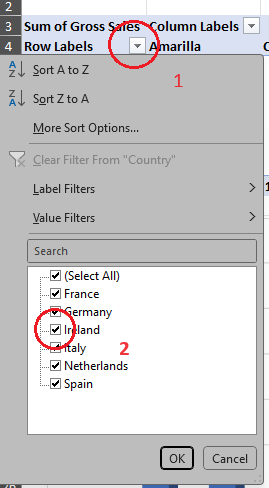 2
3 Sum of Gross Sales Column Labels
4 Row Labels Amarilla
1
Sort A to Z
Sort Z to A
More Sort Options...
Clear Filter From "Country"
Label Filters
Value Filters
Search
(Select All)
France
Germany
Ireland
2
Italy
Netherlands
Spain
OK Cancel